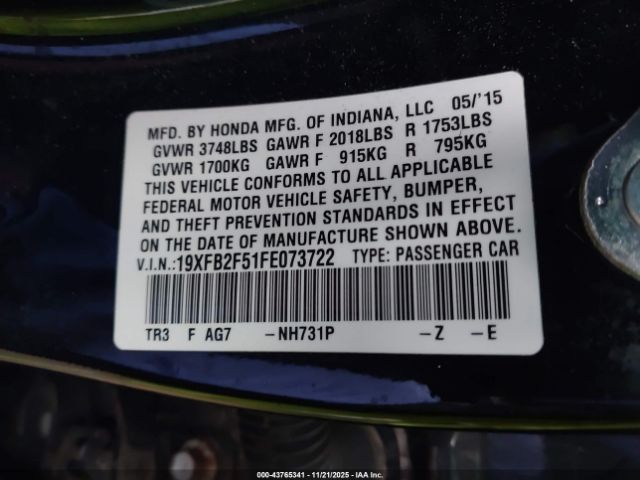 MFD. BY HONDA MFG. OF INDIANA, LLC 05/'15
GVWR 3748LBS GAWR F 2018LBS R 1753LBS
GVWR 1700KG GAWR F 915KG R 795KG
THIS VEHICLE CONFORMS TO ALL APPLICABLE
FEDERAL MOTOR VEHICLE SAFETY, BUMPER,
AND THEFT PREVENTION STANDARDS IN EFFECT
ON THE DATE OF MANUFACTURE SHOWN ABOVE.
V.I.N.:19XFB2F51FE073722 TYPE: PASSENGER CAR
TR3 F AG7 -NH731P -Z -E
000-43765341 - 11/21/2025 - IAA Inc.